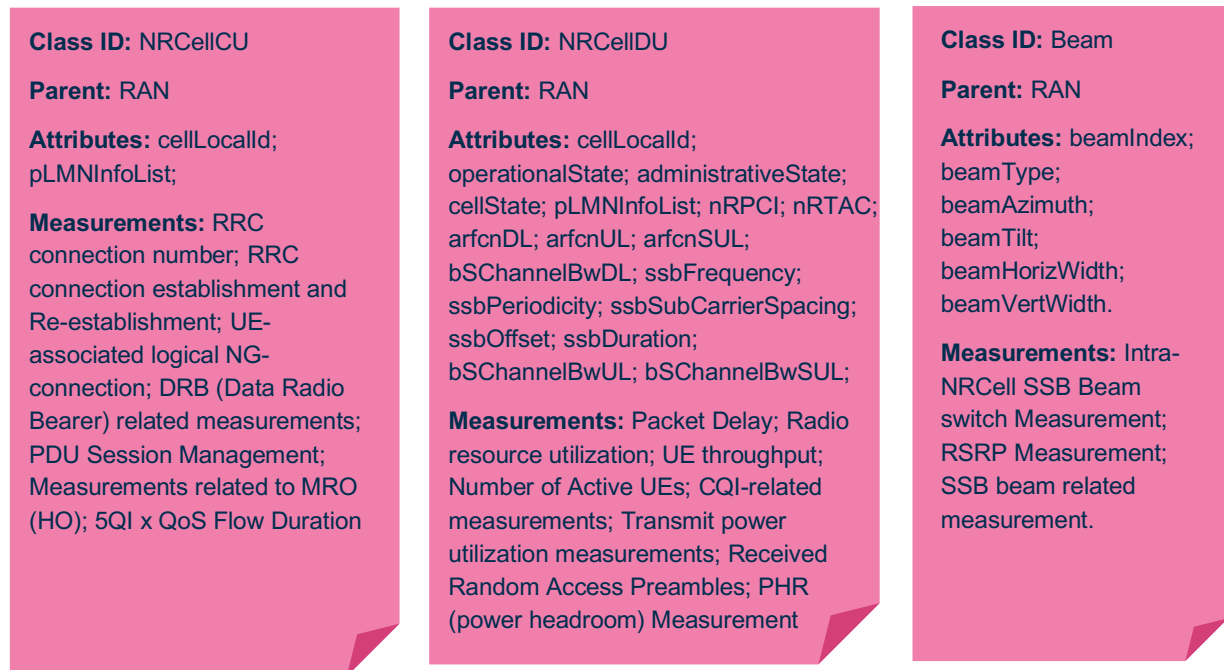 Class ID: NRCellCU
Parent: RAN
Attributes: cellLocalId;
pLMNInfoList;
Measurements: RRC
connection number; RRC
connection establishment and
Re-establishment; UE-
associated logical NG-
connection; DRB (Data Radio
Bearer) related measurements;
PDU Session Management;
Measurements related to MRO
(HO); 5QI x QoS Flow Duration
Class ID: NRCellDU
Parent: RAN
Attributes: cellLocalId;
operationalState; administrativeState;
cellState; pLMNInfoList; nRPCI; nRTAC;
arfcnDL; arfcnUL; arfcnSUL;
bSChannelBwDL; ssbFrequency;
ssbPeriodicity; ssbSubCarrierSpacing;
ssbOffset; ssbDuration;
bSChannelBwUL; bSChannelBwSUL;
Measurements: Packet Delay; Radio
resource utilization; UE throughput;
Number of Active UEs; CQI-related
measurements; Transmit power
utilization measurements; Received
Random Access Preambles; PHR
(power headroom) Measurement
Class ID: Beam
Parent: RAN
Attributes: beamIndex;
beamType;
beamAzimuth;
beamTilt;
beamHorizWidth;
beamVertWidth.
Measurements: Intra-
NRCell SSB Beam
switch Measurement;
RSRP Measurement;
SSB beam related
measurement.